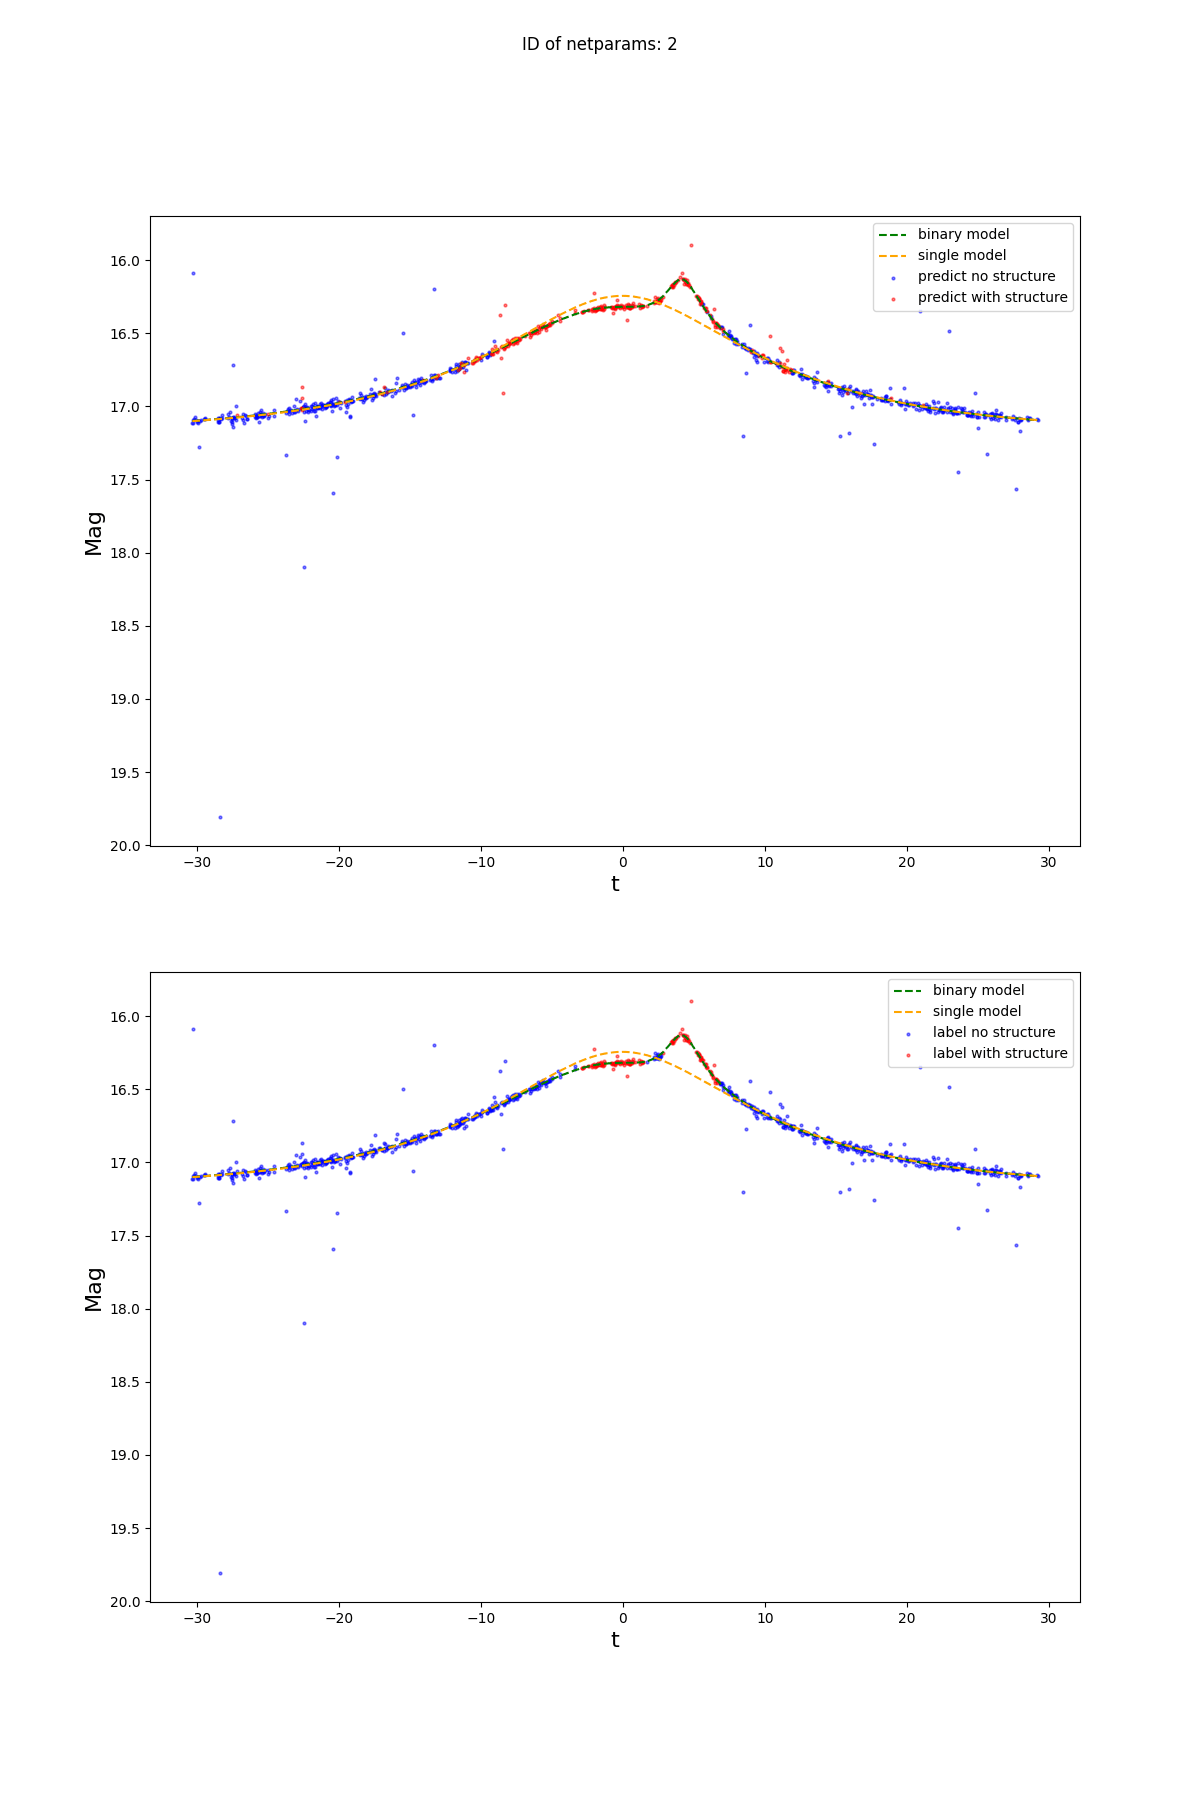 ID of netparams: 2
binary model
single model
predict no structure
predict with structure
16.0
16.5
17.0
17.5
18.0
18.5
19.0
19.5
20.0
Mag
−30
−20
−10
0
10
20
30
t
binary model
single model
label no structure
label with structure
16.0
16.5
17.0
17.5
18.0
18.5
19.0
19.5
20.0
Mag
−30
−20
−10
0
10
20
30
t